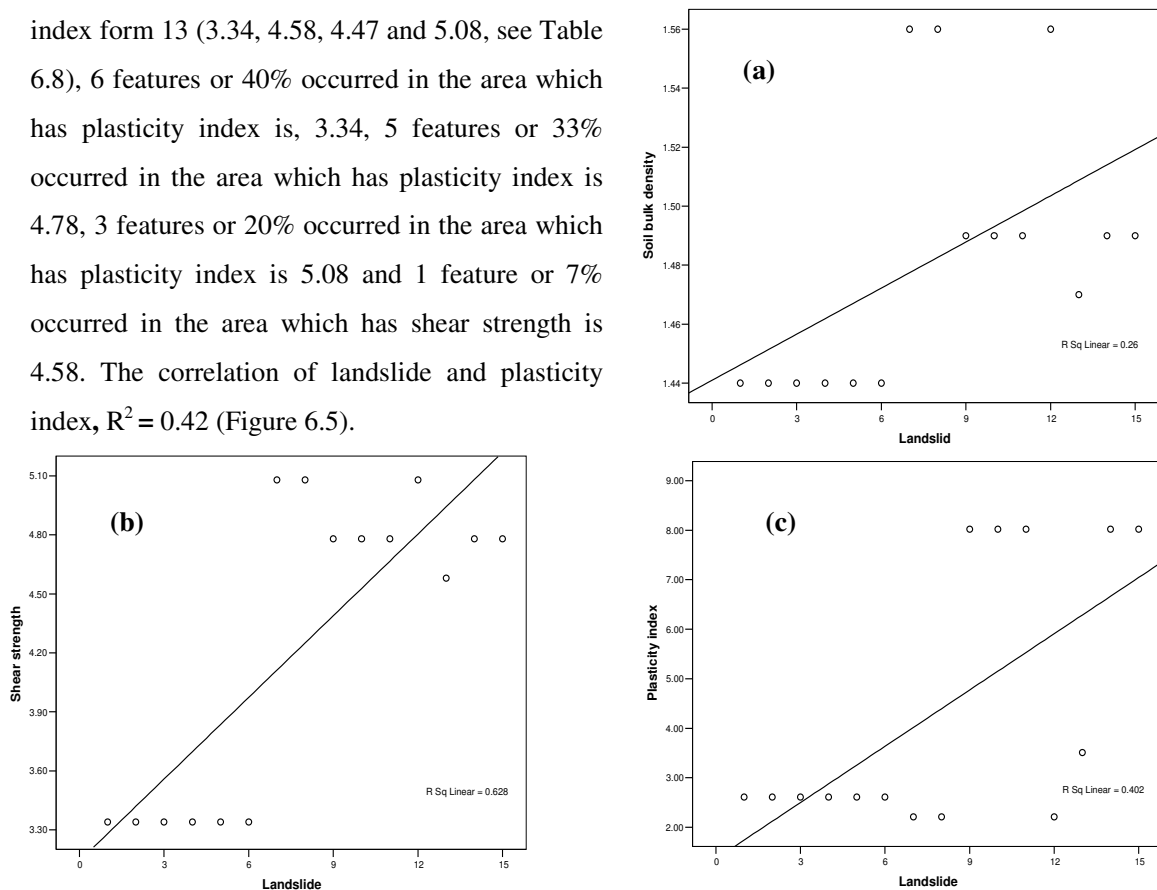 index form 13 (3.34, 4.58, 4.47 and 5.08, see Table
6.8), 6 features or 40% occurred in the area which
has plasticity index is, 3.34, 5 features or 33%
occurred in the area which has plasticity index is
4.78, 3 features or 20% occurred in the area which
has plasticity index is 5.08 and 1 feature or 7%
occurred in the area which has shear strength is
4.58. The correlation of landslide and plasticity
index, R² = 0.42 (Figure 6.5).
(a)
Soil bulk density
1.56
1.54
1.52
1.50
1.48
1.46
1.44
R Sq Linear = 0.26
0 3 6 9 12 15
Landslid
(b)
Shear strength
5.10
4.80
4.50
4.20
3.90
3.60
3.30
R Sq Linear = 0.628
0 3 6 9 12 15
Landslide
(c)
Plasticity index
9.00
8.00
7.00
6.00
5.00
4.00
3.00
2.00
R Sq Linear = 0.402
0 3 6 9 12 15
Landslide